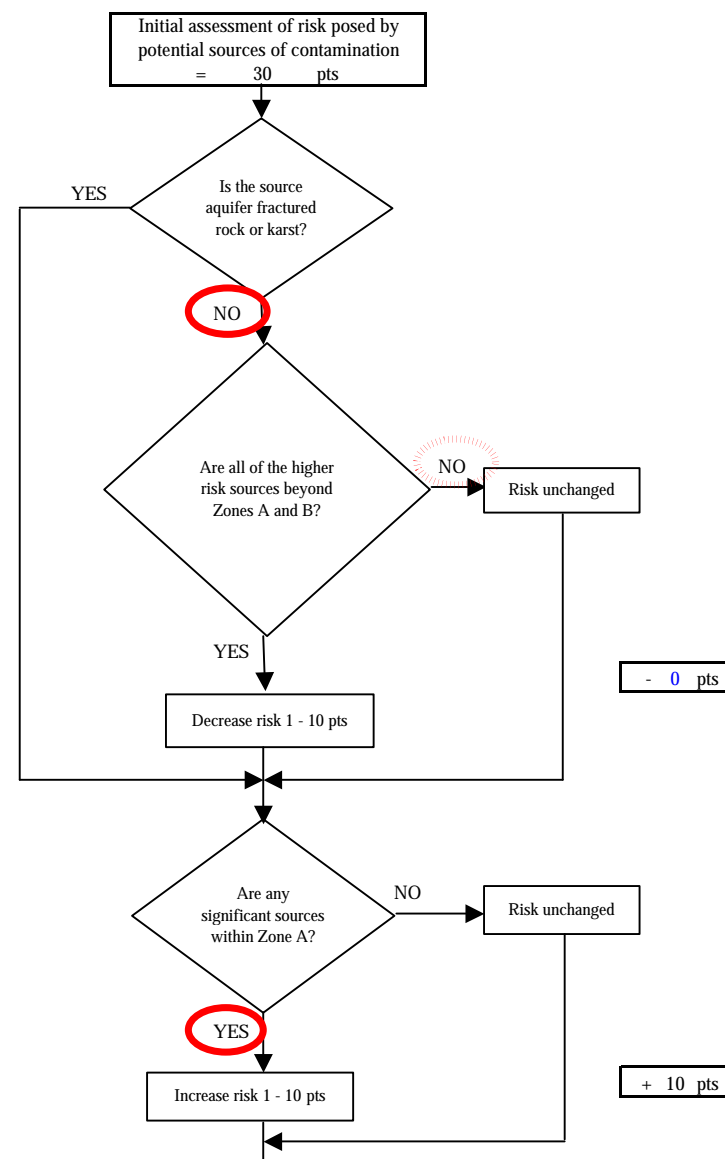 Initial assessment of risk posed by
potential sources of contamination
= 30 pts
YES
Is the source
aquifer fractured
rock or karst?
NO
Are all of the higher
risk sources beyond
Zones A and B?
NO
Risk unchanged
YES
- 0 pts
Decrease risk 1 - 10 pts
Are any
significant sources
within Zone A?
NO
Risk unchanged
YES
+ 10 pts
Increase risk 1 - 10 pts